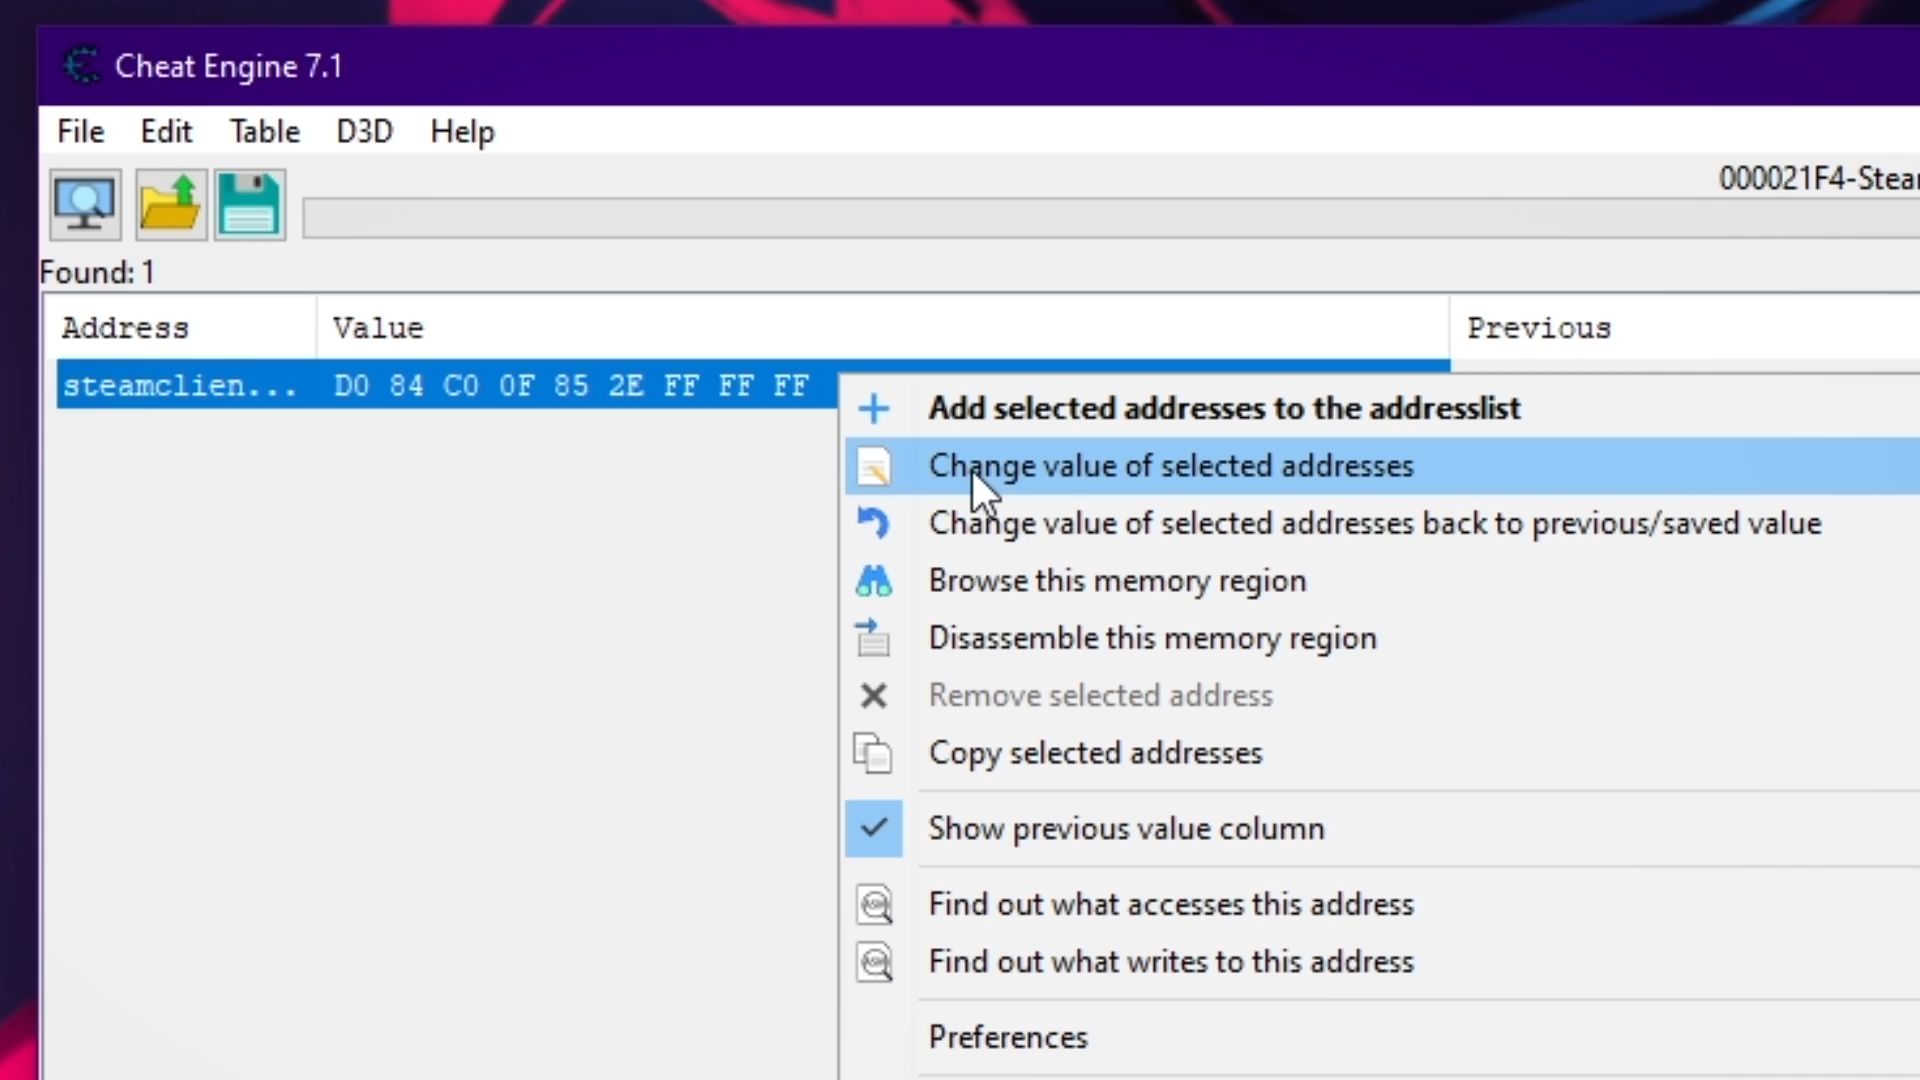 Cheat Engine 7.1
File Edit Table D3D Help
000021F4-Stear
Found: 1
Address Value Previous
steamclien... D0 84 C0 0F 85 2E FF FF FF
Add selected addresses to the addresslist
Change value of selected addresses
Change value of selected addresses back to previous/saved value
Browse this memory region
Disassemble this memory region
Remove selected address
Copy selected addresses
Show previous value column
Find out what accesses this address
Find out what writes to this address
Preferences